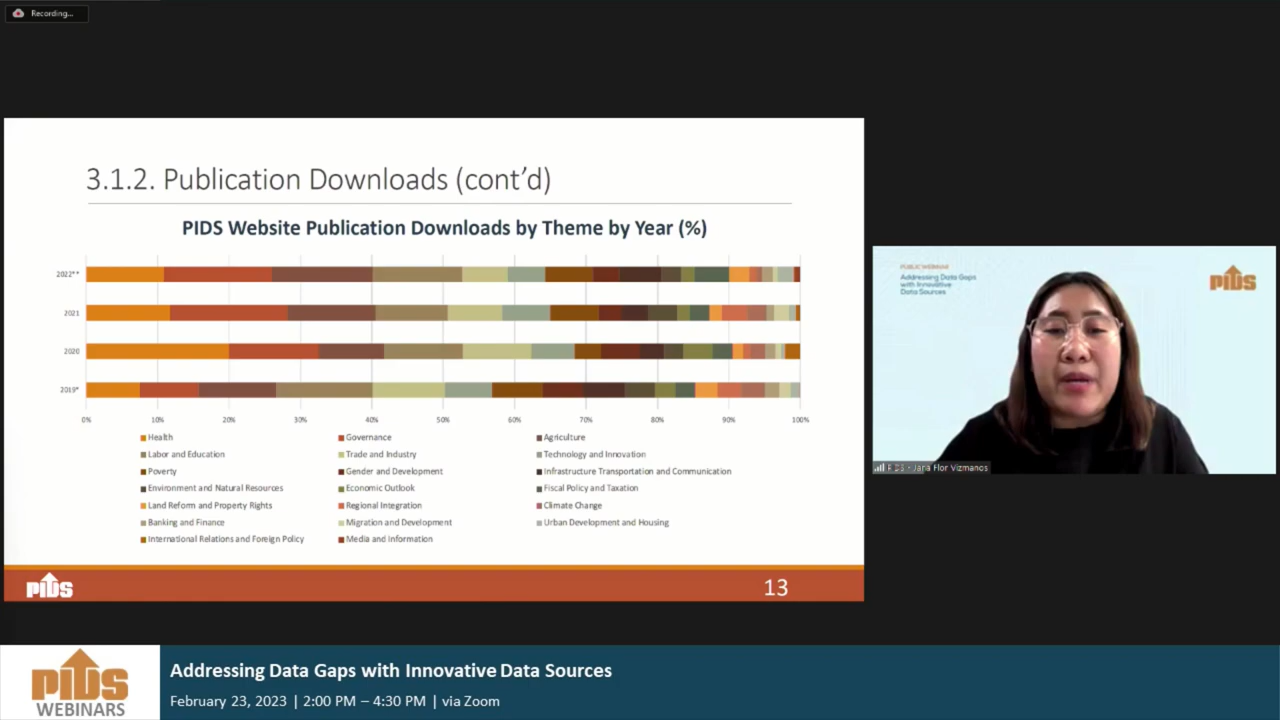 Recording...
3.1.2. Publication Downloads (cont’d)
PIDS Website Publication Downloads by Theme by Year (%)
2022**
2021
2020
2019*
0% 10% 20% 30% 40% 50% 60% 70% 80% 90% 100%
Health Governance Agriculture
Labor and Education Trade and Industry Technology and Innovation
Poverty Gender and Development Infrastructure Transportation and Communication
Environment and Natural Resources Economic Outlook Fiscal Policy and Taxation
Land Reform and Property Rights Regional Integration Climate Change
Banking and Finance Migration and Development Urban Development and Housing
International Relations and Foreign Policy Media and Information
PIDS
13
PUBLIC WEBINAR
Addressing Data Gaps
with Innovative
Data Sources
PIDS
PIDS - Jana Flor Vizmanos
PIDS
WEBINARS
Addressing Data Gaps with Innovative Data Sources
February 23, 2023 | 2:00 PM – 4:30 PM | via Zoom